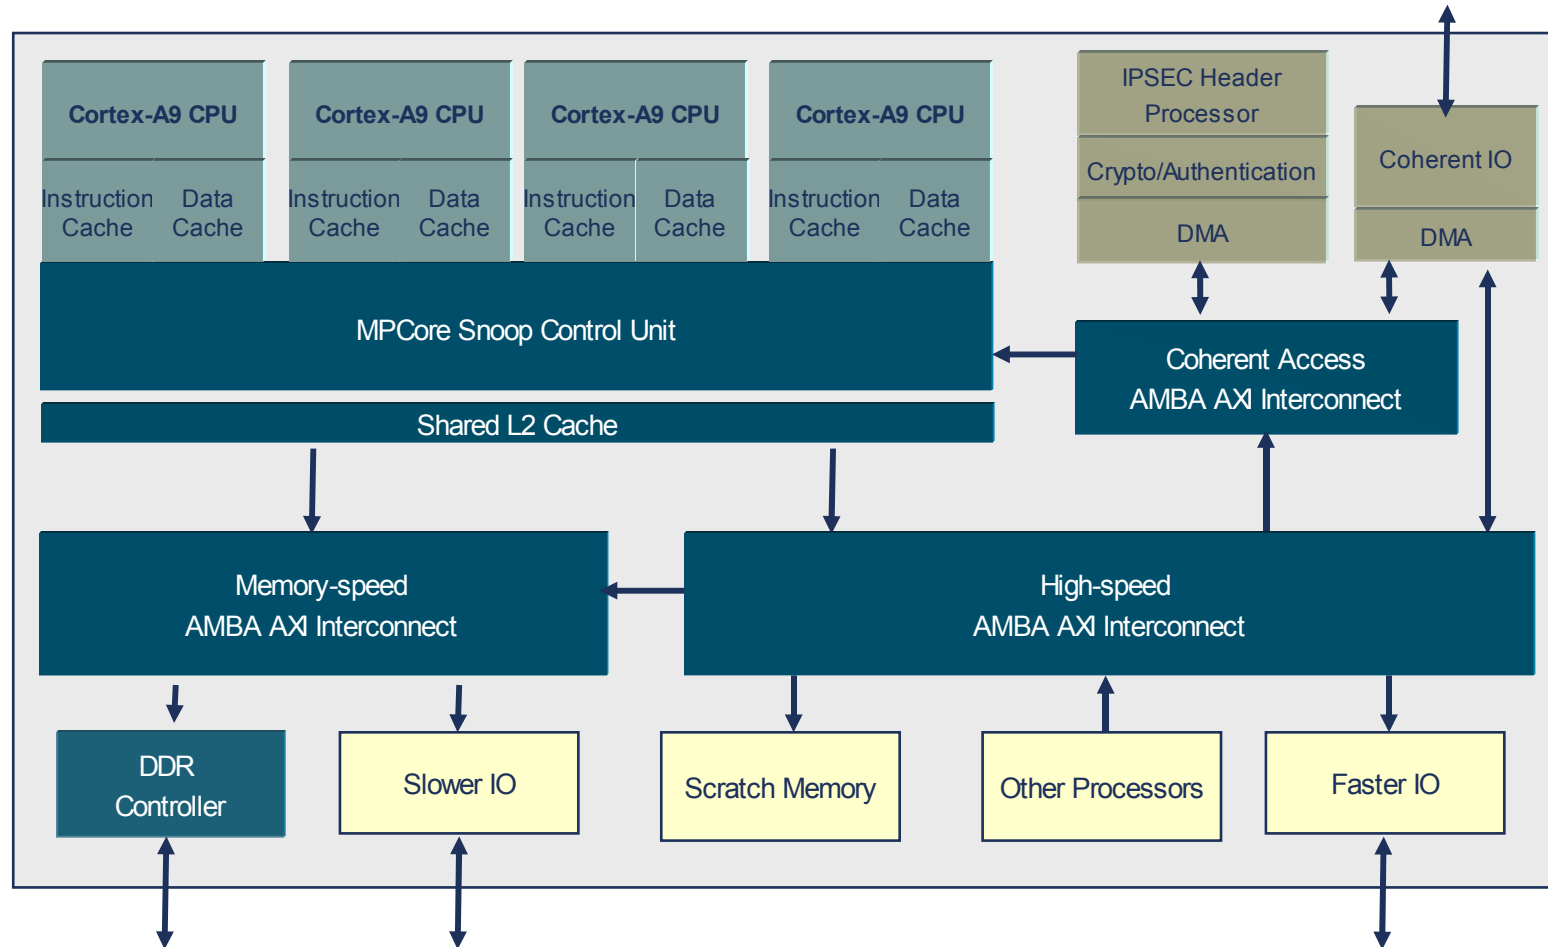 Cortex-A9 CPU
Instruction
Cache
Data
Cache
Cortex-A9 CPU
Instruction
Cache
Data
Cache
Cortex-A9 CPU
Instruction
Cache
Data
Cache
Cortex-A9 CPU
Instruction
Cache
Data
Cache
IPSEC Header
Processor
Crypto/Authentication
DMA
Coherent IO
DMA
MPCore Snoop Control Unit
Coherent Access
AMBA AXI Interconnect
Shared L2 Cache
Memory-speed
AMBA AXI Interconnect
High-speed
AMBA AXI Interconnect
DDR
Controller
Slower IO
Scratch Memory
Other Processors
Faster IO